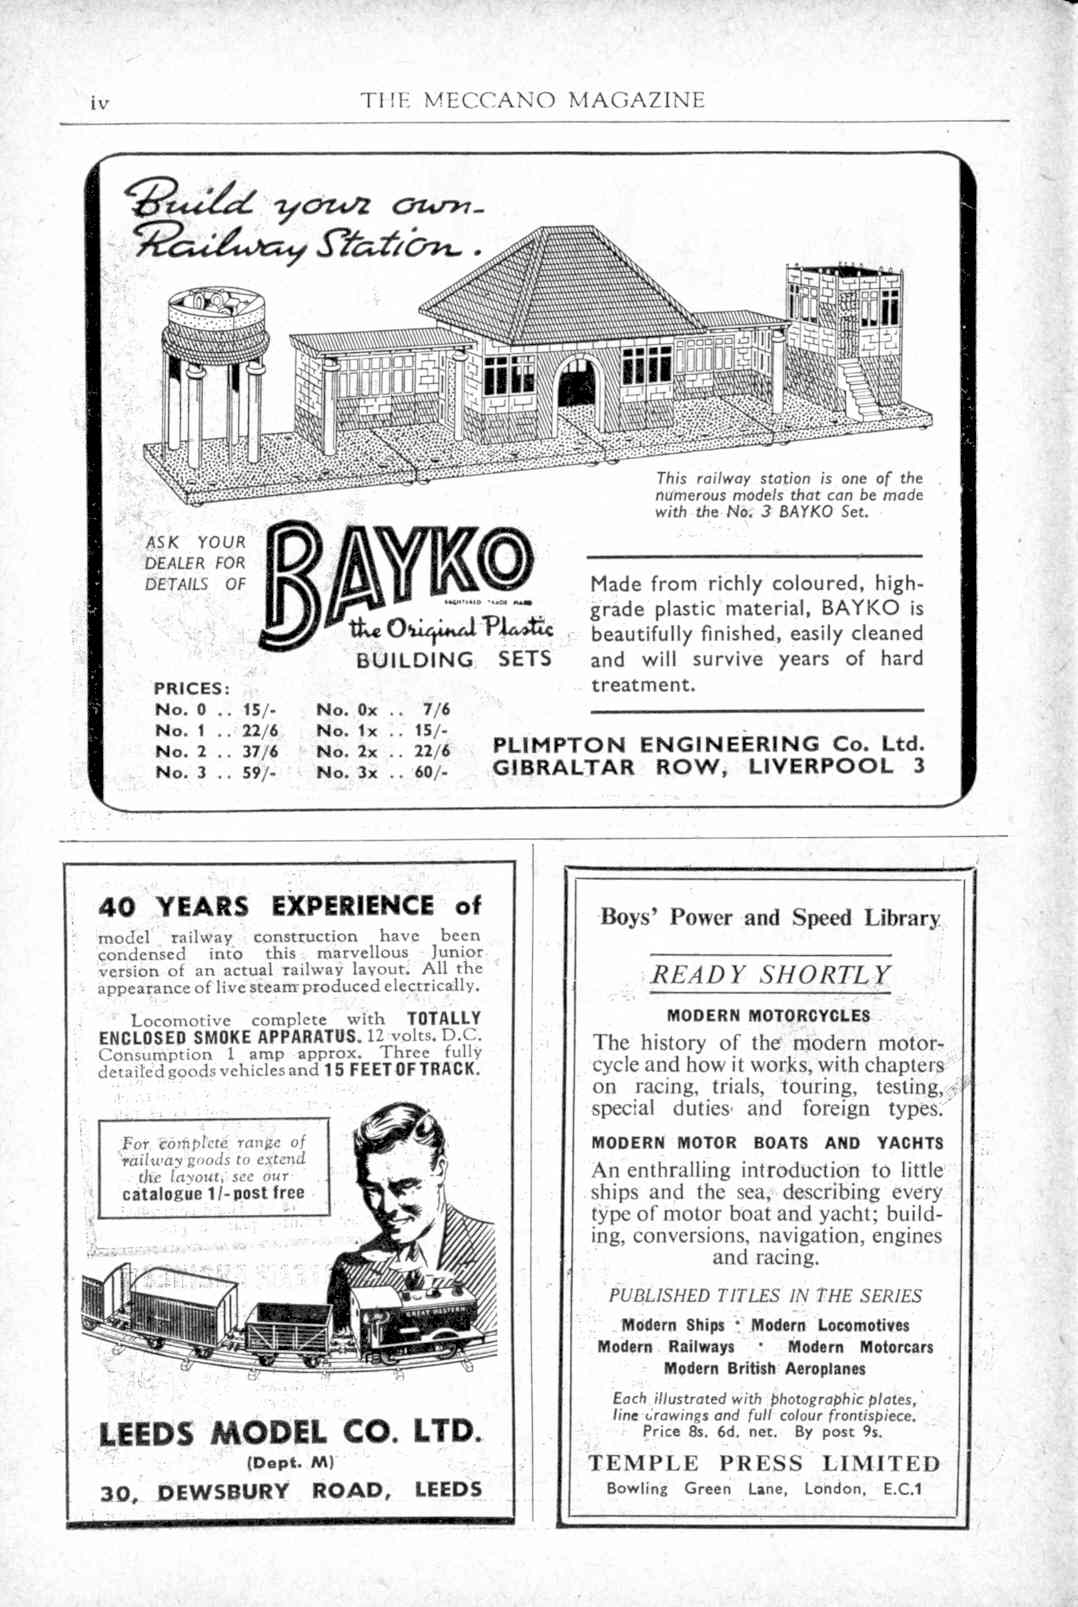 iv
THE MECCANO MAGAZINE
Build your own-
Railway Station.
This railway station is one of the
numerous models that can be made
with the No. 3 BAYKO Set.
ASK YOUR
DEALER FOR
DETAILS OF
BAYKO
REGISTERED TRADE MARK
the Original Plastic
BUILDING SETS
Made from richly coloured, high-
grade plastic material, BAYKO is
beautifully finished, easily cleaned
and will survive years of hard
treatment.
PRICES:
No. 0 .. 15/- No. 0x .. 7/6
No. 1 .. 22/6 No. 1x .. 15/-
No. 2 .. 37/6 No. 2x .. 22/6
No. 3 .. 59/- No. 3x .. 60/-
PLIMPTON ENGINEERING Co. Ltd.
GIBRALTAR ROW, LIVERPOOL 3
40 YEARS EXPERIENCE of
model railway construction have been
condensed into this marvellous Junior
version of an actual railway layout. All the
appearance of live steam produced electrically.
Locomotive complete with TOTALLY
ENCLOSED SMOKE APPARATUS. 12 volts. D.C.
Consumption 1 amp approx. Three fully
detailed goods vehicles and 15 FEET OF TRACK.
For complete range of
railway goods to extend
the layout, see our
catalogue 1/- post free
GREAT WESTERN
LEEDS MODEL CO. LTD.
(Dept. M)
30, DEWSBURY ROAD, LEEDS
Boys' Power and Speed Library
READY SHORTLY
MODERN MOTORCYCLES
The history of the modern motor-
cycle and how it works, with chapters
on racing, trials, touring, testing,
special duties and foreign types.
MODERN MOTOR BOATS AND YACHTS
An enthralling introduction to little
ships and the sea, describing every
type of motor boat and yacht; build-
ing, conversions, navigation, engines
and racing.
PUBLISHED TITLES IN THE SERIES
Modern Ships · Modern Locomotives
Modern Railways · Modern Motorcars
Modern British Aeroplanes
Each illustrated with photographic plates,
line drawings and full colour frontispiece.
Price 8s. 6d. net. By post 9s.
TEMPLE PRESS LIMITED
Bowling Green Lane, London, E.C.1